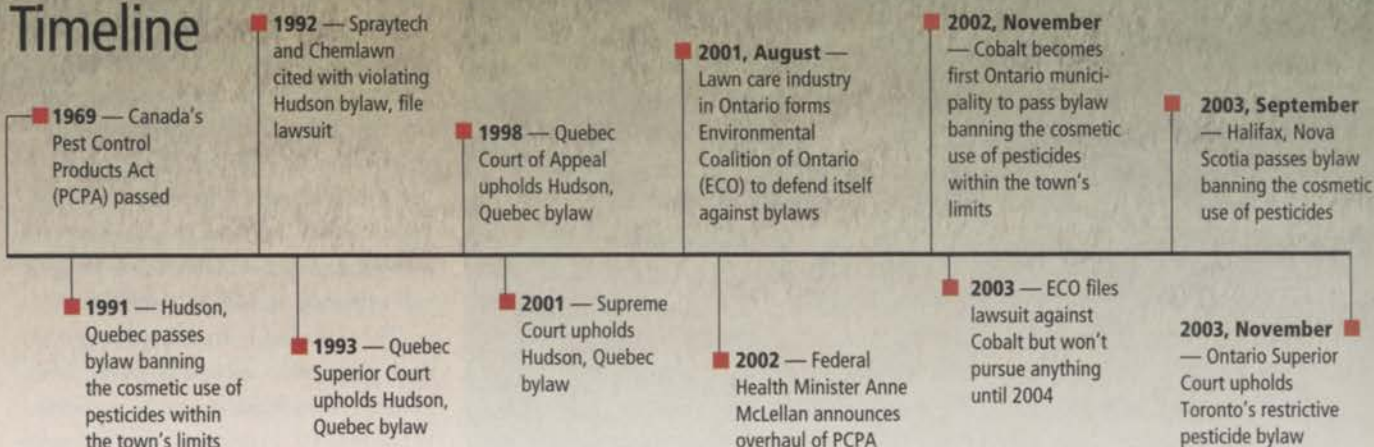 Timeline
1969 — Canada's
Pest Control
Products Act
(PCPA) passed
1991 — Hudson,
Quebec passes
bylaw banning
the cosmetic use of
pesticides within
the town's limits
1992 — Spraytech
and Chemlawn
cited with violating
Hudson bylaw, file
lawsuit
1993 — Quebec
Superior Court
upholds Hudson,
Quebec bylaw
1998 — Quebec
Court of Appeal
upholds Hudson,
Quebec bylaw
2001 — Supreme
Court upholds
Hudson, Quebec
bylaw
2001, August —
Lawn care industry
in Ontario forms
Environmental
Coalition of Ontario
(ECO) to defend itself
against bylaws
2002 — Federal
Health Minister Anne
McLellan announces
overhaul of PCPA
2002, November
— Cobalt becomes
first Ontario munici-
pality to pass bylaw
banning the cosmetic
use of pesticides
within the town's
limits
2003 — ECO files
lawsuit against
Cobalt but won't
pursue anything
until 2004
2003, September
— Halifax, Nova
Scotia passes bylaw
banning the cosmetic
use of pesticides
2003, November
— Ontario Superior
Court upholds
Toronto's restrictive
pesticide bylaw